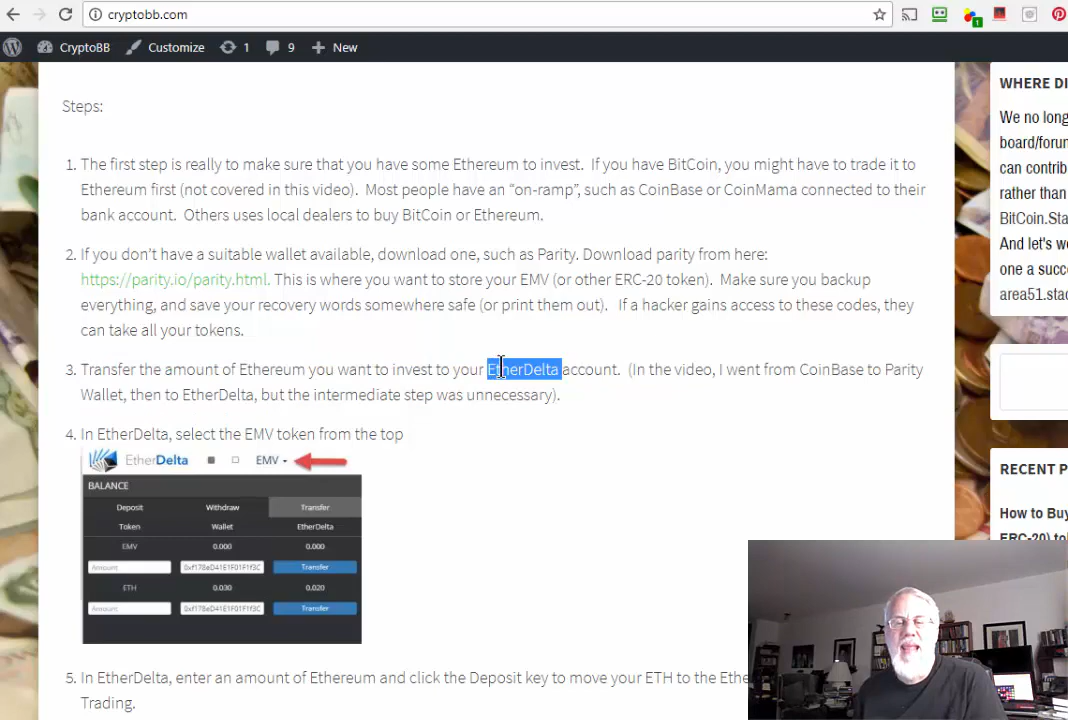 cryptobb.com
CryptoBB Customize 1 9 New
Steps:
1. The first step is really to make sure that you have some Ethereum to invest. If you have BitCoin, you might have to trade it to
Ethereum first (not covered in this video). Most people have an “on-ramp”, such as CoinBase or CoinMama connected to their
bank account. Others uses local dealers to buy BitCoin or Ethereum.
2. If you don’t have a suitable wallet available, download one, such as Parity. Download parity from here:
https://parity.io/parity.html. This is where you want to store your EMV (or other ERC-20 token). Make sure you backup
everything, and save your recovery words somewhere safe (or print them out). If a hacker gains access to these codes, they
can take all your tokens.
3. Transfer the amount of Ethereum you want to invest to your EtherDelta account. (In the video, I went from CoinBase to Parity
Wallet, then to EtherDelta, but the intermediate step was unnecessary).
4. In EtherDelta, select the EMV token from the top
EtherDelta EMV
BALANCE
Deposit Withdraw Transfer
Token Wallet EtherDelta
EMV 0.000 0.000
Amount Transfer
ETH 0.030 0.020
Amount Transfer
5. In EtherDelta, enter an amount of Ethereum and click the Deposit key to move your ETH to the Ethe
Trading.
WHERE DI
We no long
board/forum
can contrib
rather than
BitCoin.Sta
And let's w
one a succ
area51.stac
RECENT P
How to Buy
ERC-20) to